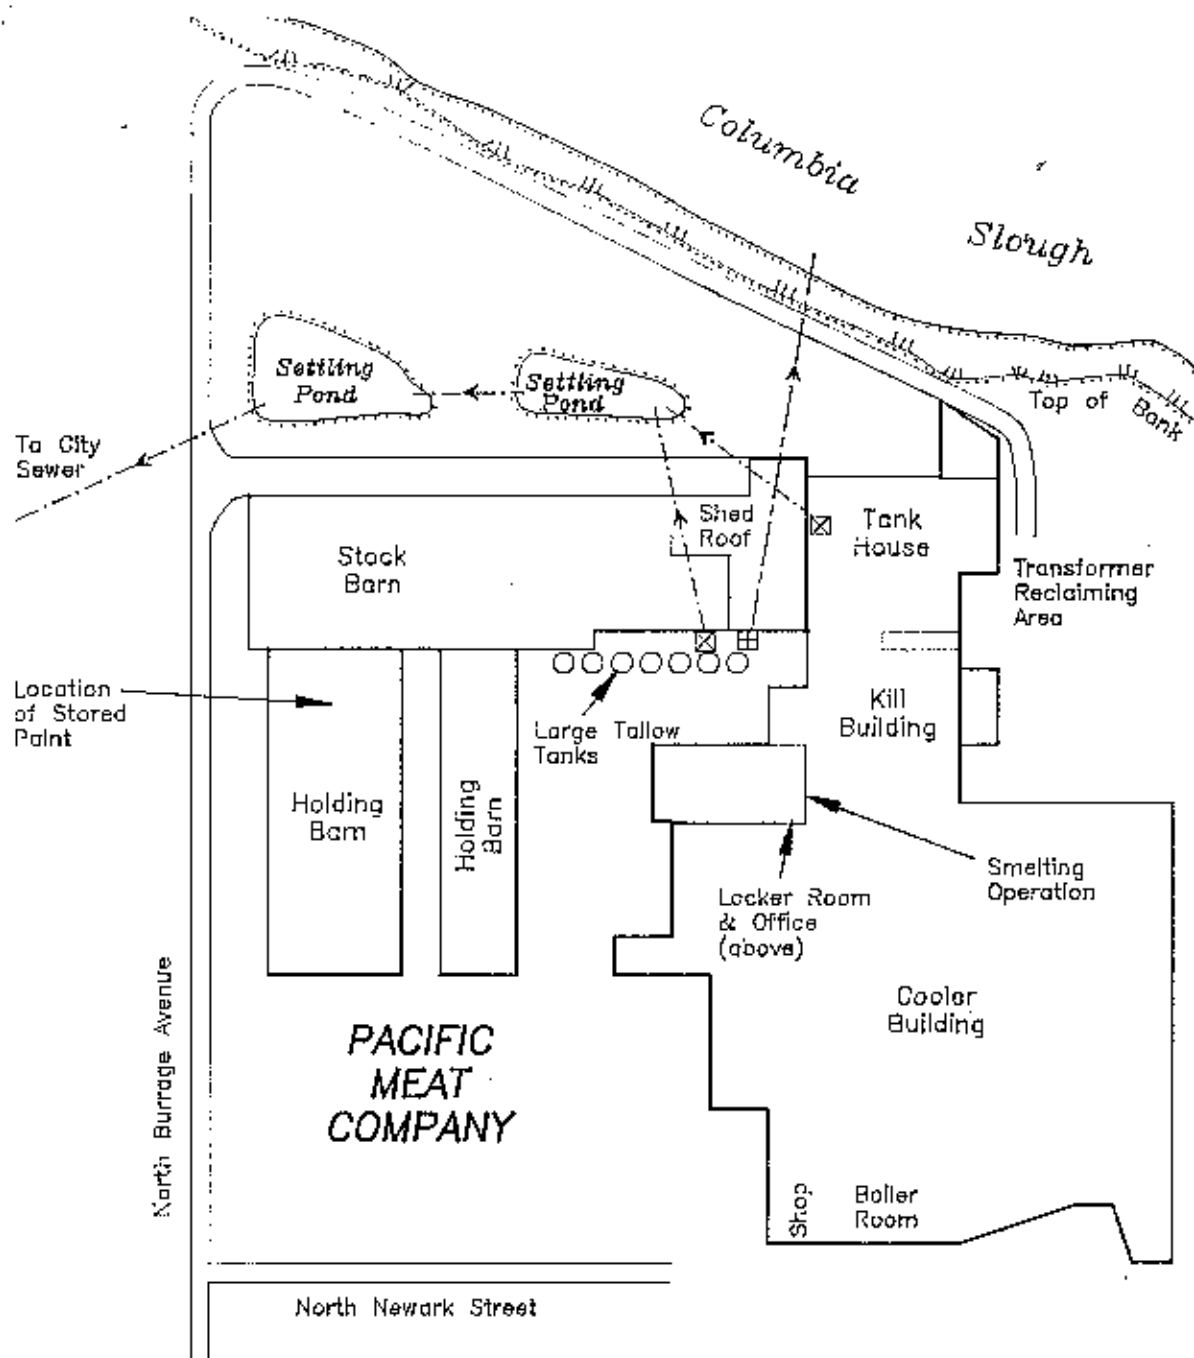 Columbia
Slough
Settling
Pond
Settling
Pond
Top of Bank
To City
Sewer
Shed
Roof
Tank
House
Stock
Barn
Transformer
Reclaiming
Area
Location
of Stored
Paint
Large Tallow
Tanks
Kill
Building
Holding
Barn
Holding
Barn
Smelting
Operation
Locker Room
& Office
(above)
Cooler
Building
PACIFIC
MEAT
COMPANY
North Burrage Avenue
Shop
Boiler
Room
North Newark Street